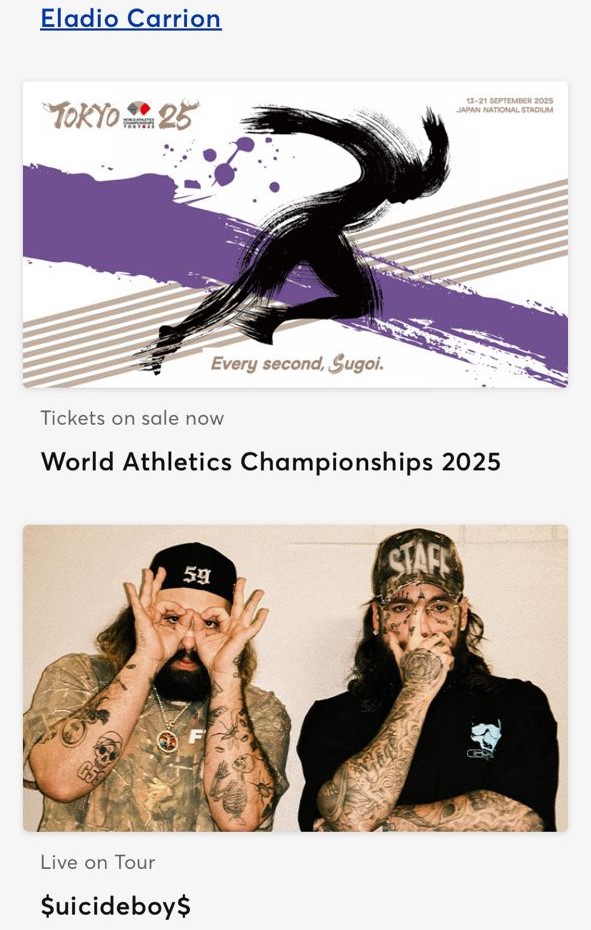 Eladio Carrion
TOKYO 25
WORLD ATHLETICS
CHAMPIONSHIPS
TOKYO 25
13-21 SEPTEMBER 2025
JAPAN NATIONAL STADIUM
Every second, Sugoi.
Tickets on sale now
World Athletics Championships 2025
59
STAFF
F
Live on Tour
$uicideboy$